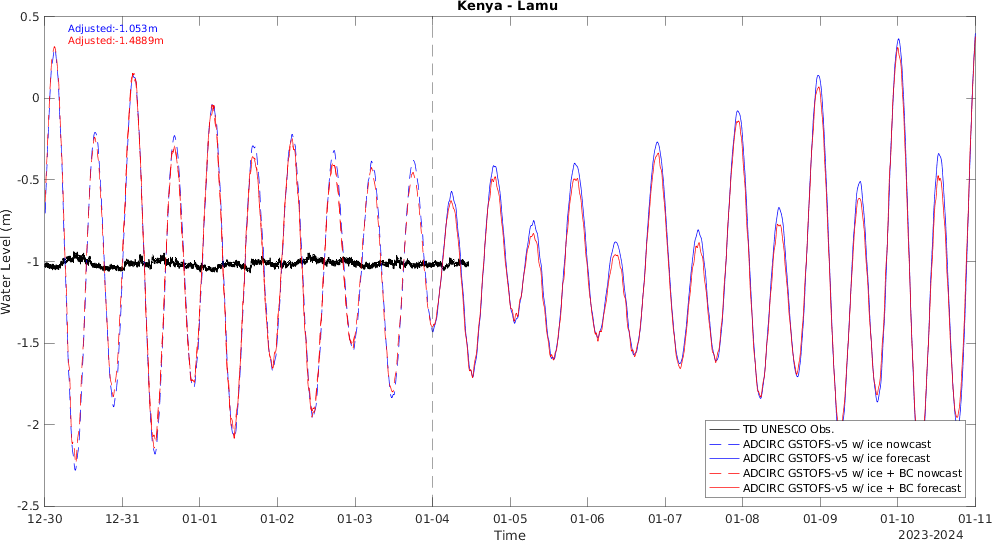 Kenya - Lamu
Adjusted:-1.053m
Adjusted:-1.4889m
0.5
0
-0.5
-1
-1.5
-2
-2.5
Water Level (m)
TD UNESCO Obs.
ADCIRC GSTOFS-v5 w/ ice nowcast
ADCIRC GSTOFS-v5 w/ ice forecast
ADCIRC GSTOFS-v5 w/ ice + BC nowcast
ADCIRC GSTOFS-v5 w/ ice + BC forecast
12-30 12-31 01-01 01-02 01-03 01-04 01-05 01-06 01-07 01-08 01-09 01-10 01-11
Time
2023-2024